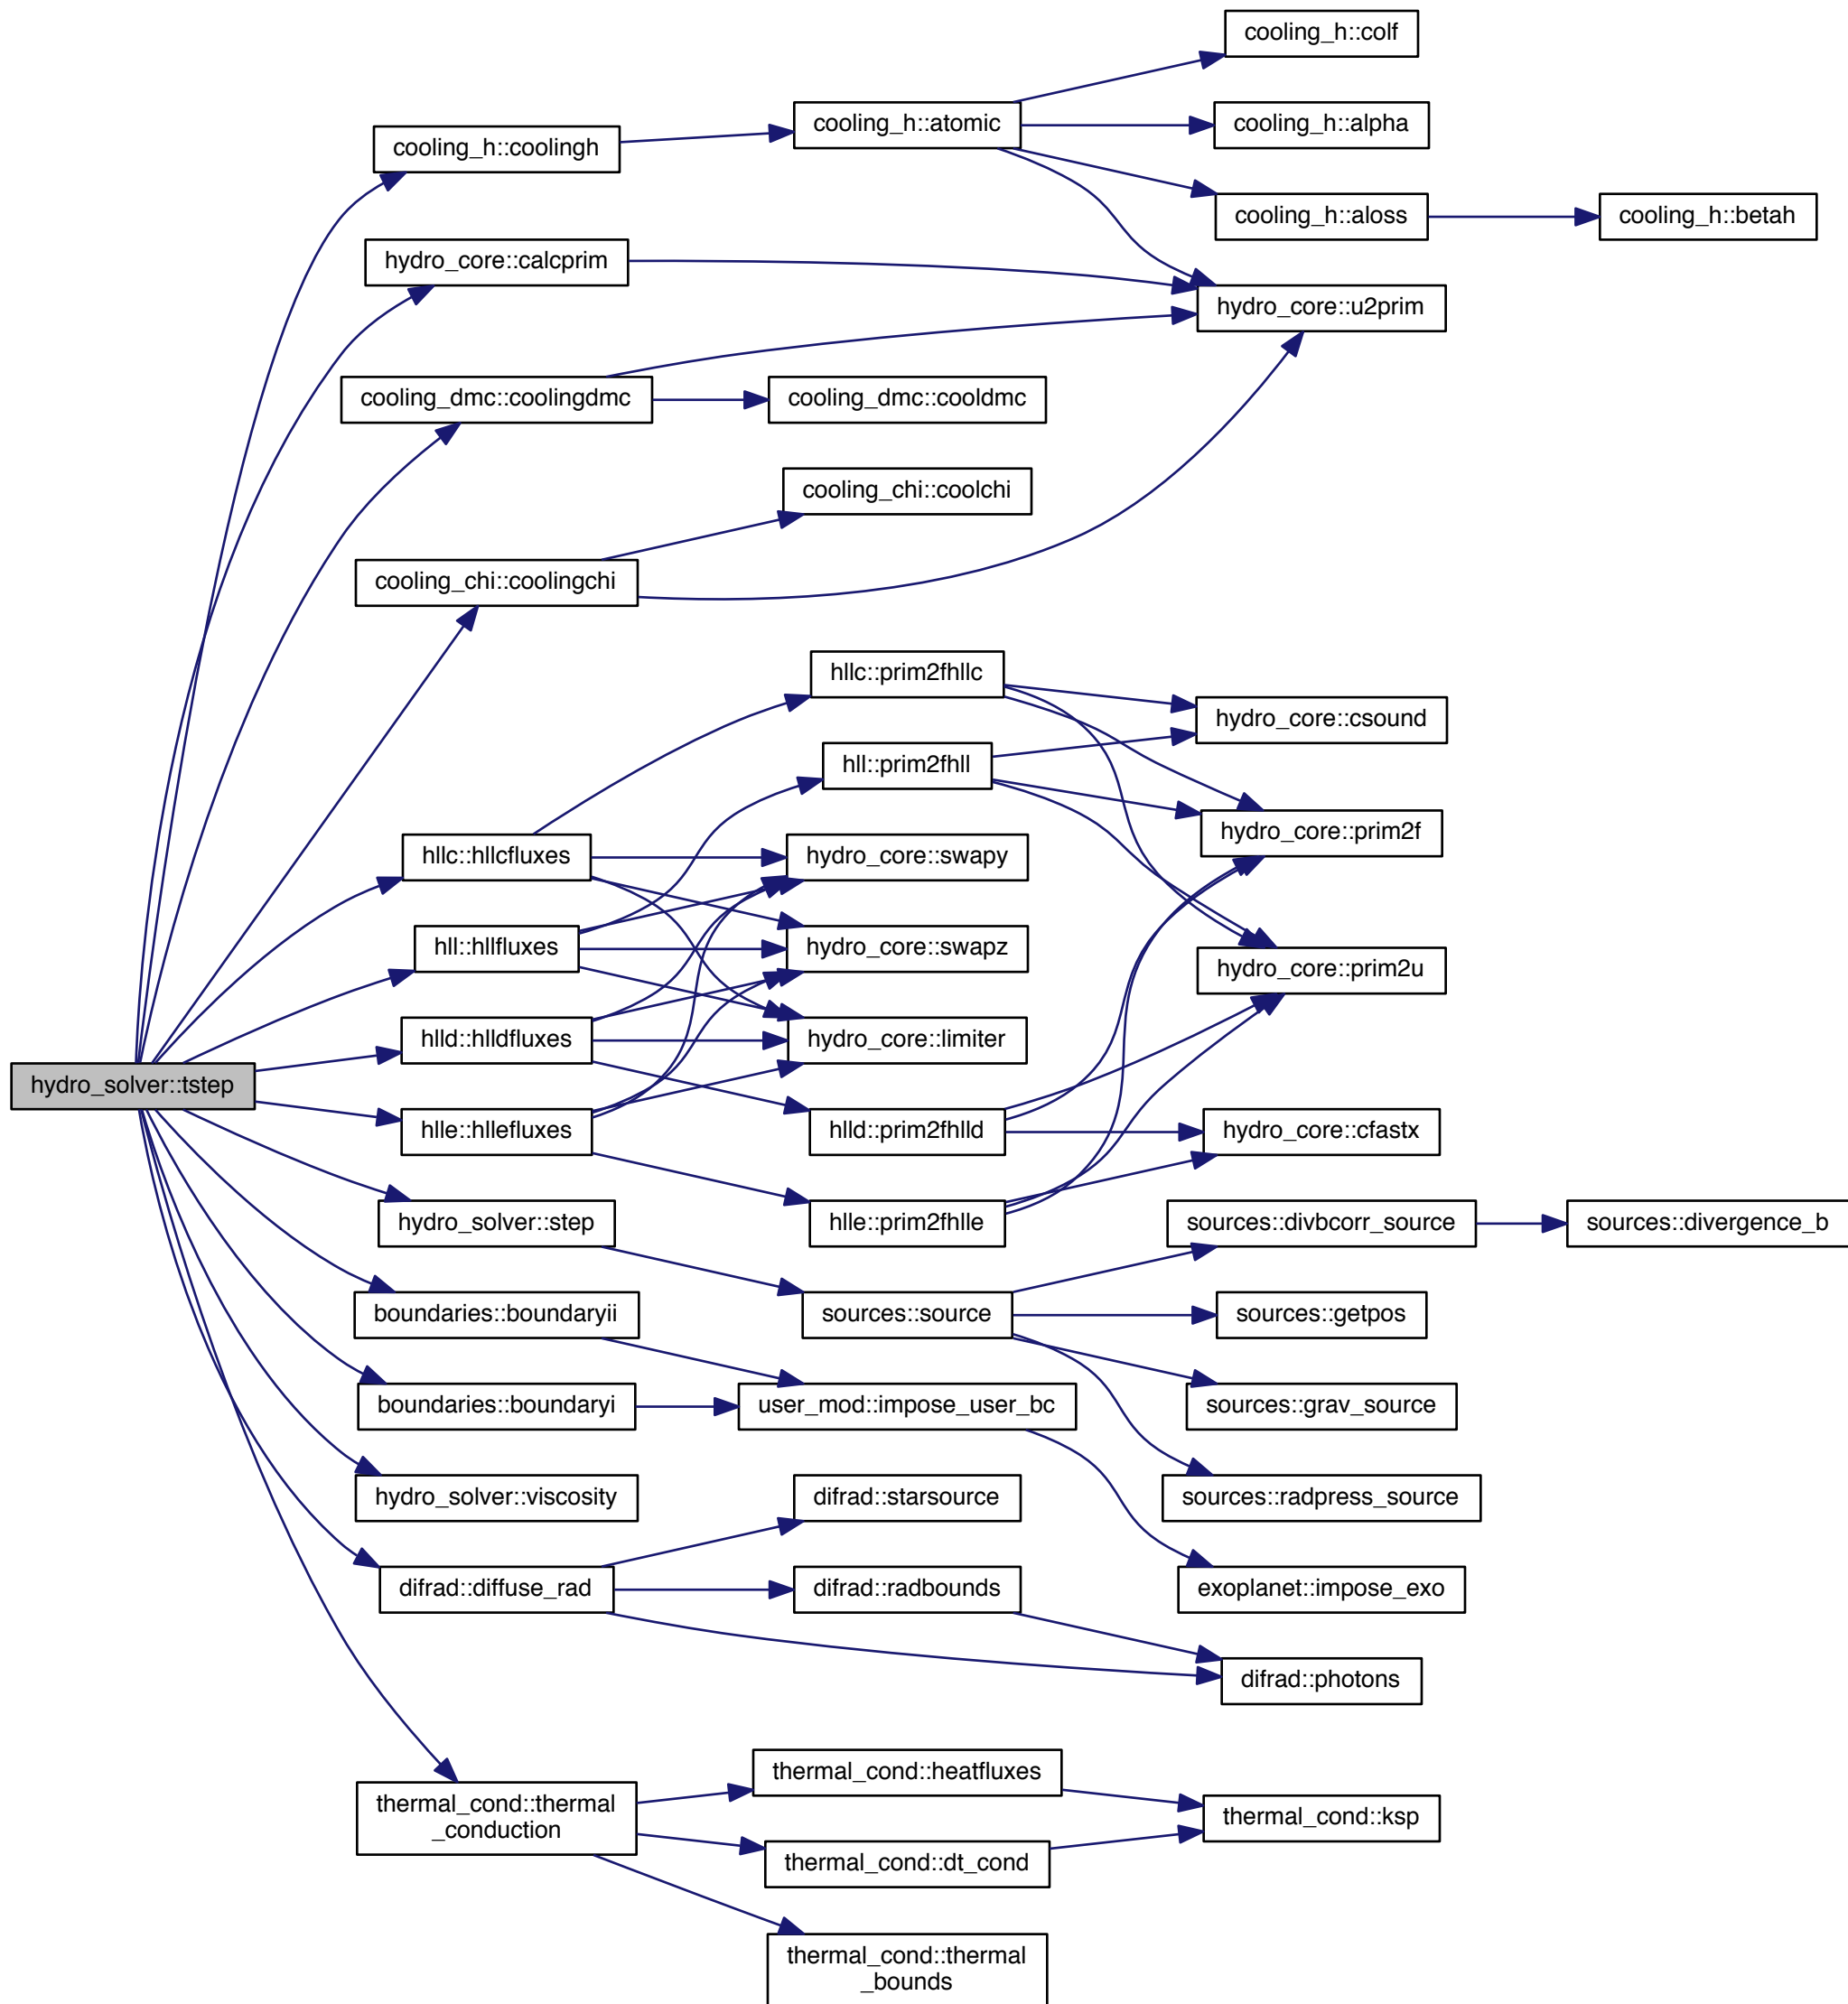 cooling_h::colf
cooling_h::atomic
cooling_h::alpha
cooling_h::coolingh
cooling_h::aloss
cooling_h::betah
hydro_core::calcprim
hydro_core::u2prim
cooling_dmc::coolingdmc
cooling_dmc::cooldmc
cooling_chi::coolchi
cooling_chi::coolingchi
hllc::prim2fhllc
hydro_core::csound
hll::prim2fhll
hydro_core::prim2f
hllc::hllcfluxes
hydro_core::swapy
hll::hllfluxes
hydro_core::swapz
hydro_core::prim2u
hlld::hlldfluxes
hydro_core::limiter
hydro_solver::tstep
hlle::hllefluxes
hlld::prim2fhlld
hydro_core::cfastx
hydro_solver::step
hlle::prim2fhlle
sources::divbcorr_source
sources::divergence_b
boundaries::boundaryii
sources::source
sources::getpos
boundaries::boundaryi
user_mod::impose_user_bc
sources::grav_source
hydro_solver::viscosity
difrad::starsource
sources::radpress_source
difrad::diffuse_rad
difrad::radbounds
exoplanet::impose_exo
difrad::photons
thermal_cond::heatfluxes
thermal_cond::thermal
_conduction
thermal_cond::ksp
thermal_cond::dt_cond
thermal_cond::thermal
_bounds